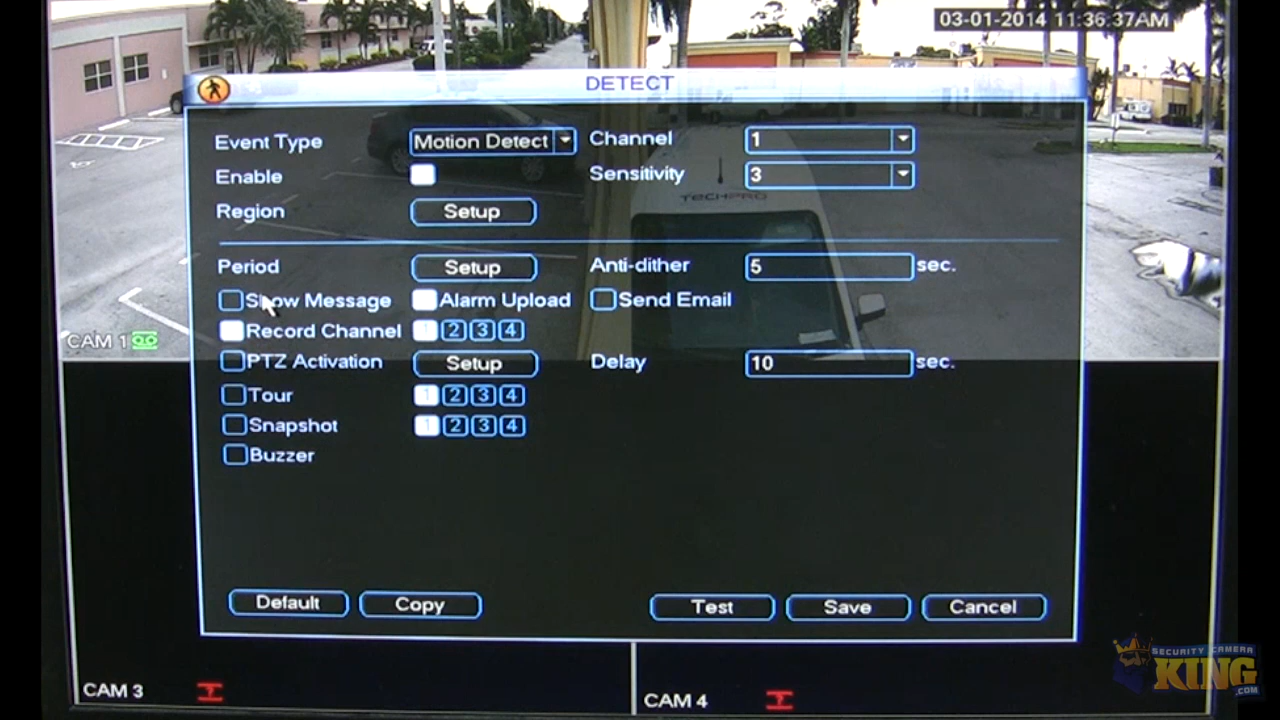 03-01-2014 11:36:37AM
DETECT
Event Type Motion Detect Channel 1
Enable Sensitivity 3
Region Setup
TECHPRO
Period Setup Anti-dither 5 sec.
Show Message Alarm Upload Send Email
Record Channel 1 2 3 4
CAM 1
PTZ Activation Setup Delay 10 sec.
Tour 1 2 3 4
Snapshot 1 2 3 4
Buzzer
Default Copy Test Save Cancel
CAM 3
CAM 4
SECURITY CAMERA
KING
.COM